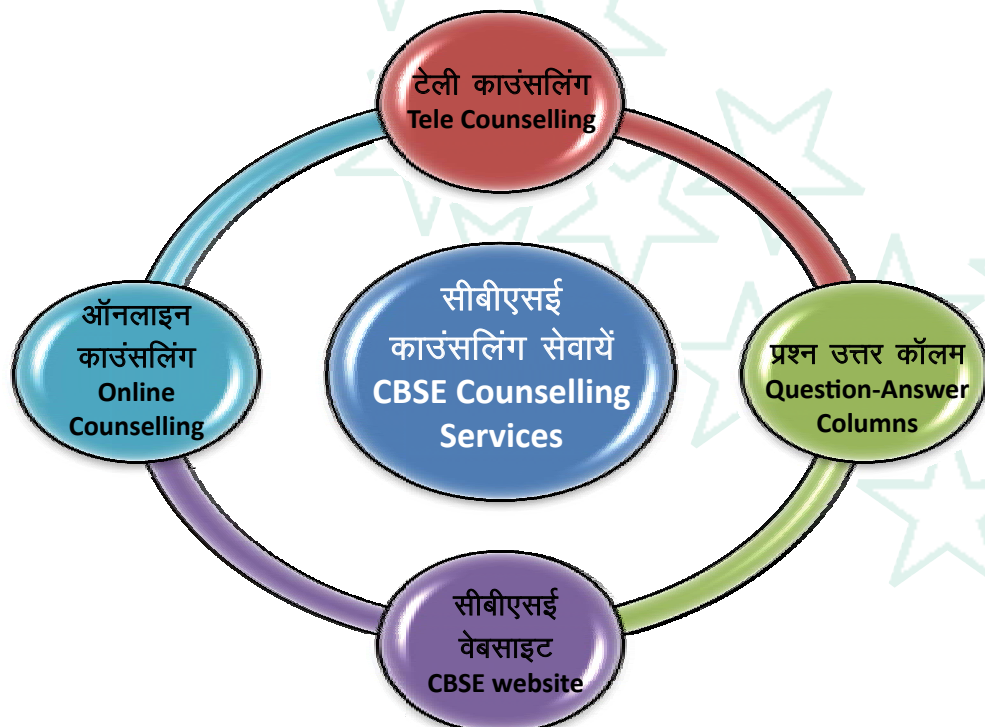 टेली काउंसलिंग
Tele Counselling
ऑनलाइन
काउंसलिंग
Online
Counselling
सीबीएसई
काउंसलिंग सेवायें
CBSE Counselling
Services
प्रश्न उत्तर कॉलम
Question-Answer
Columns
सीबीएसई
वेबसाइट
CBSE website